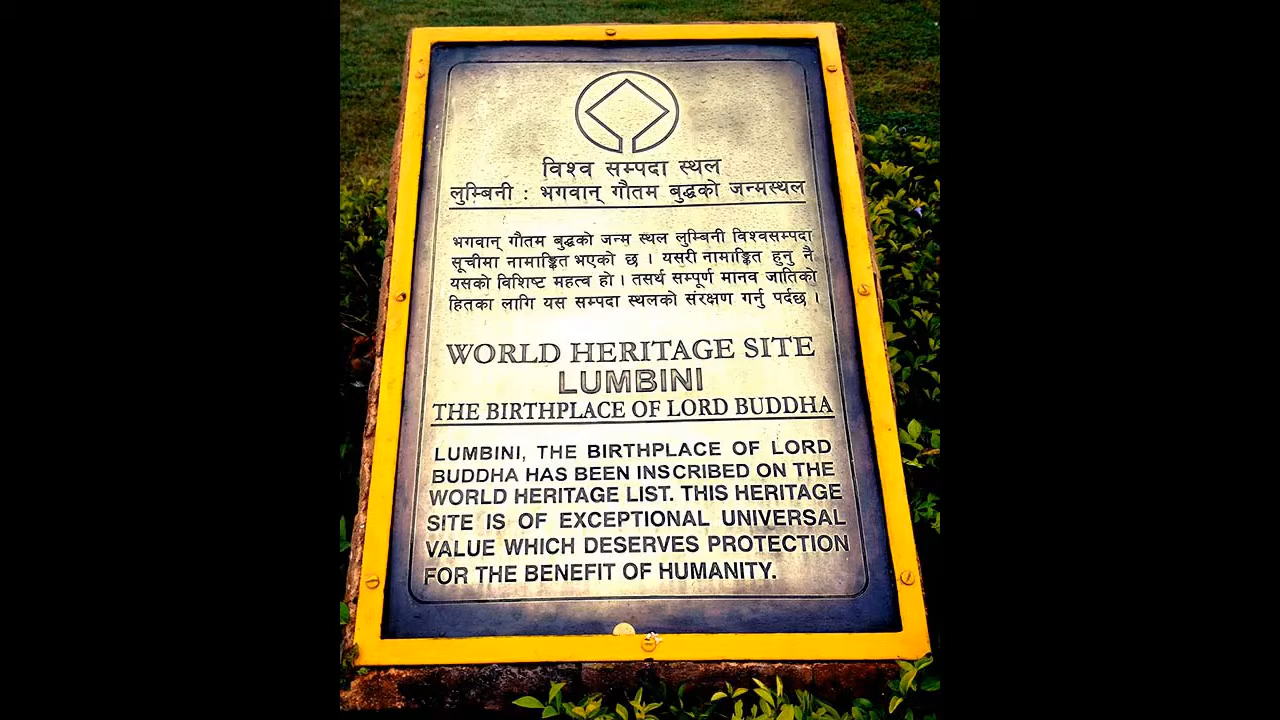 विश्व सम्पदा स्थल
लुम्बिनी : भगवान् गौतम बुद्धको जन्मस्थल
भगवान् गौतम बुद्धको जन्म स्थल लुम्बिनी विश्वसम्पदा
सूचीमा नामाङ्कित भएको छ । यसरी नामाङ्कित हुनु नै
यसको विशिष्ट महत्व हो । तसर्थ सम्पूर्ण मानव जातिको
हितका लागि यस सम्पदा स्थलको संरक्षण गर्नु पर्दछ ।
WORLD HERITAGE SITE
LUMBINI
THE BIRTHPLACE OF LORD BUDDHA
LUMBINI, THE BIRTHPLACE OF LORD
BUDDHA HAS BEEN INSCRIBED ON THE
WORLD HERITAGE LIST. THIS HERITAGE
SITE IS OF EXCEPTIONAL UNIVERSAL
VALUE WHICH DESERVES PROTECTION
FOR THE BENEFIT OF HUMANITY.